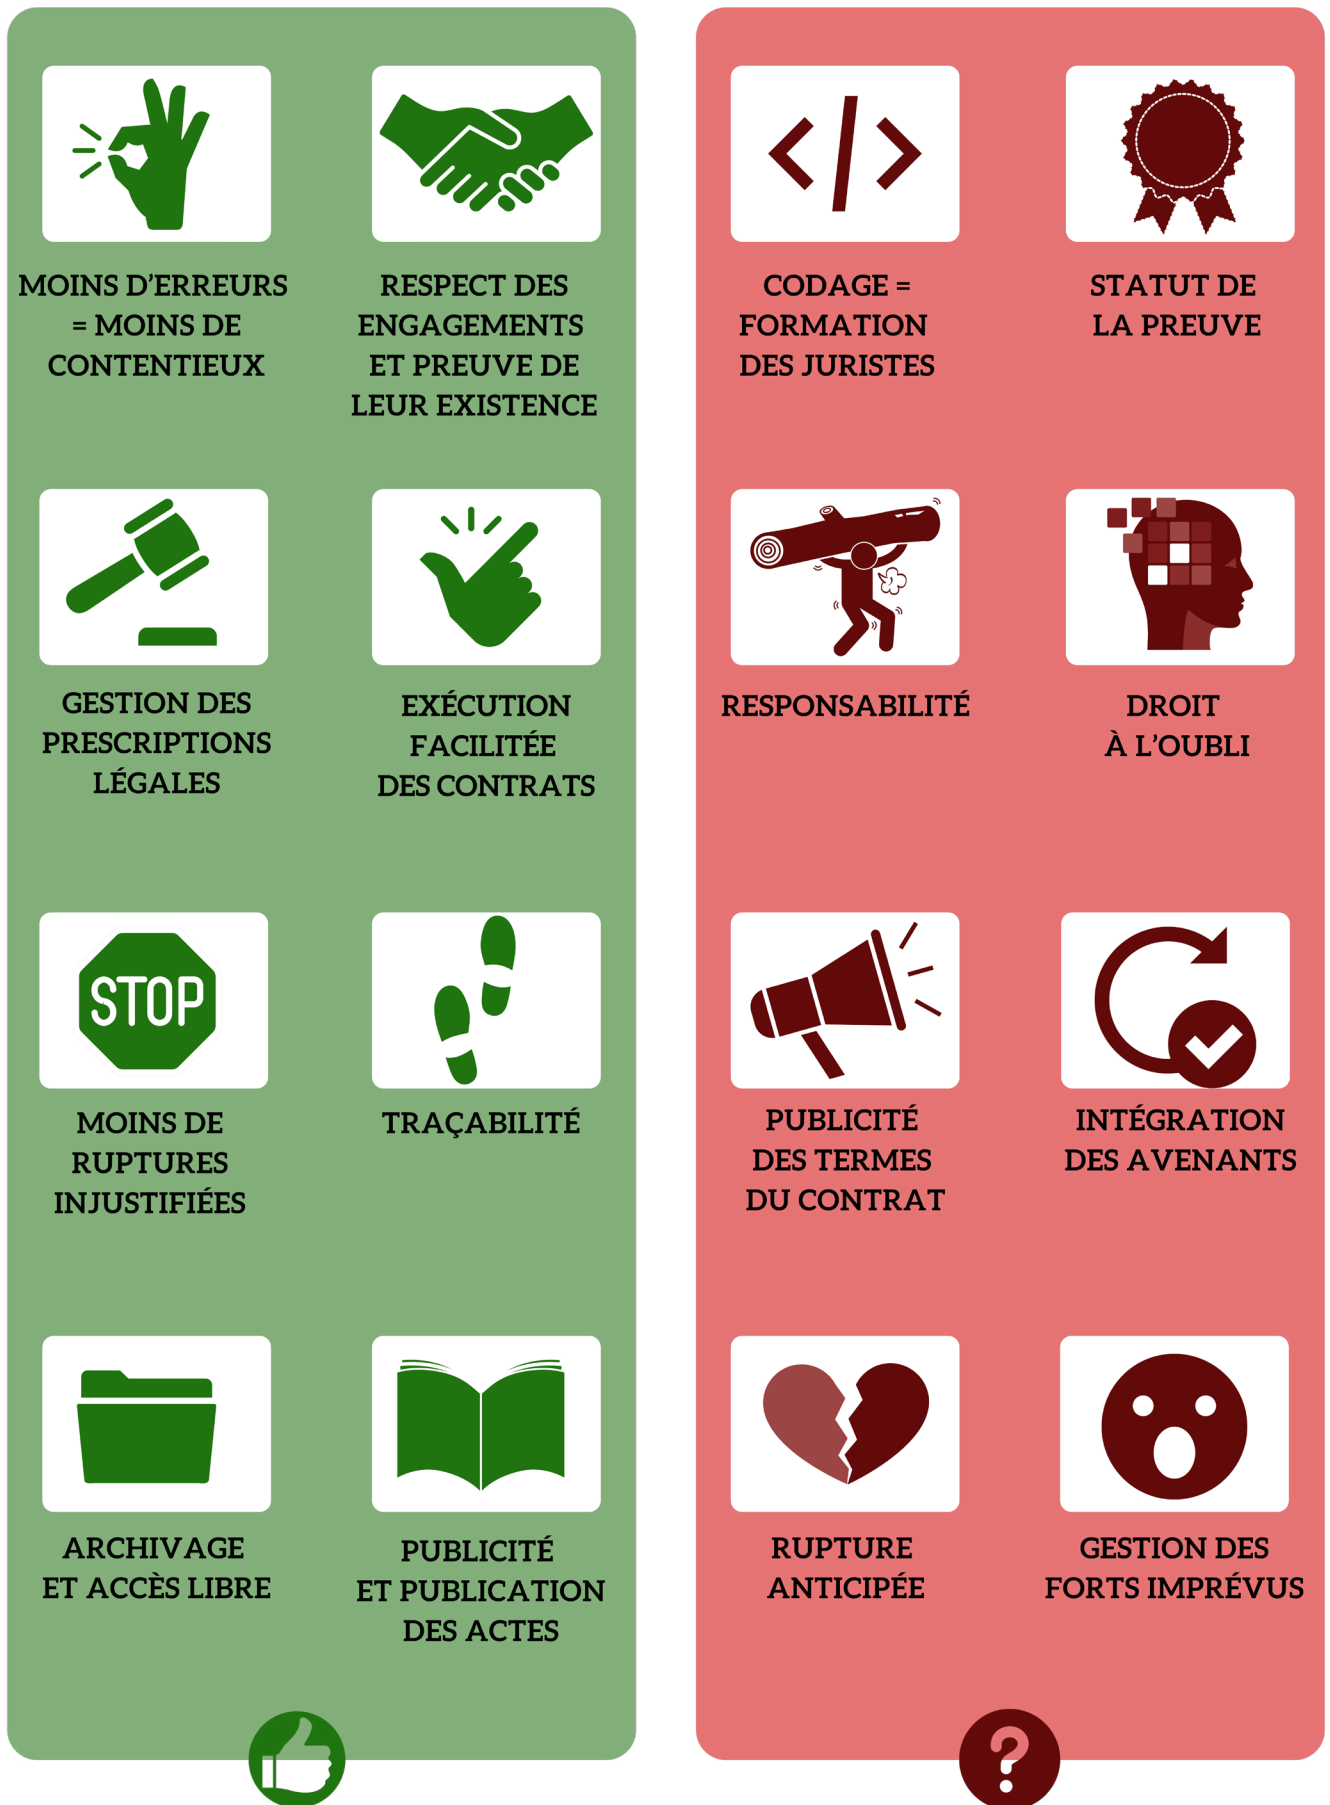 MOINS D’ERREURS
= MOINS DE
CONTENTIEUX
RESPECT DES
ENGAGEMENTS
ET PREUVE DE
LEUR EXISTENCE
GESTION DES
PRESCRIPTIONS
LÉGALES
EXÉCUTION
FACILITÉE
DES CONTRATS
STOP
MOINS DE
RUPTURES
INJUSTIFIÉES
TRAÇABILITÉ
ARCHIVAGE
ET ACCÈS LIBRE
PUBLICITÉ
ET PUBLICATION
DES ACTES
</>
CODAGE =
FORMATION
DES JURISTES
STATUT DE
LA PREUVE
RESPONSABILITÉ
DROIT
À L’OUBLI
PUBLICITÉ
DES TERMES
DU CONTRAT
INTÉGRATION
DES AVENANTS
RUPTURE
ANTICIPÉE
GESTION DES
FORTS IMPRÉVUS
?